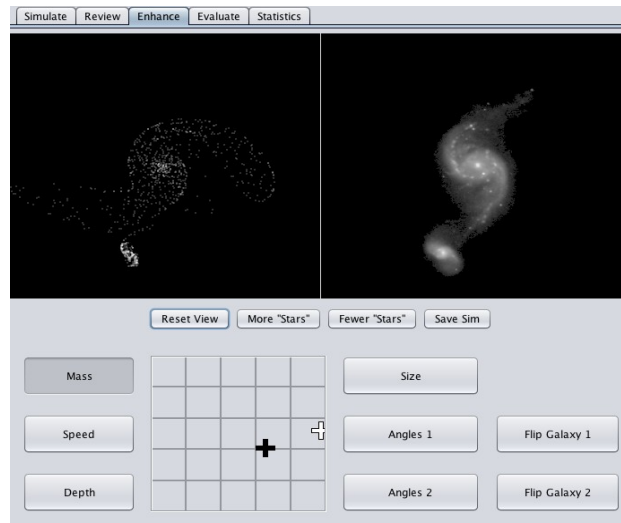 Simulate Review Enhance Evaluate Statistics
Reset View More "Stars" Fewer "Stars" Save Sim
Mass Size
Speed Angles 1 Flip Galaxy 1
Depth Angles 2 Flip Galaxy 2